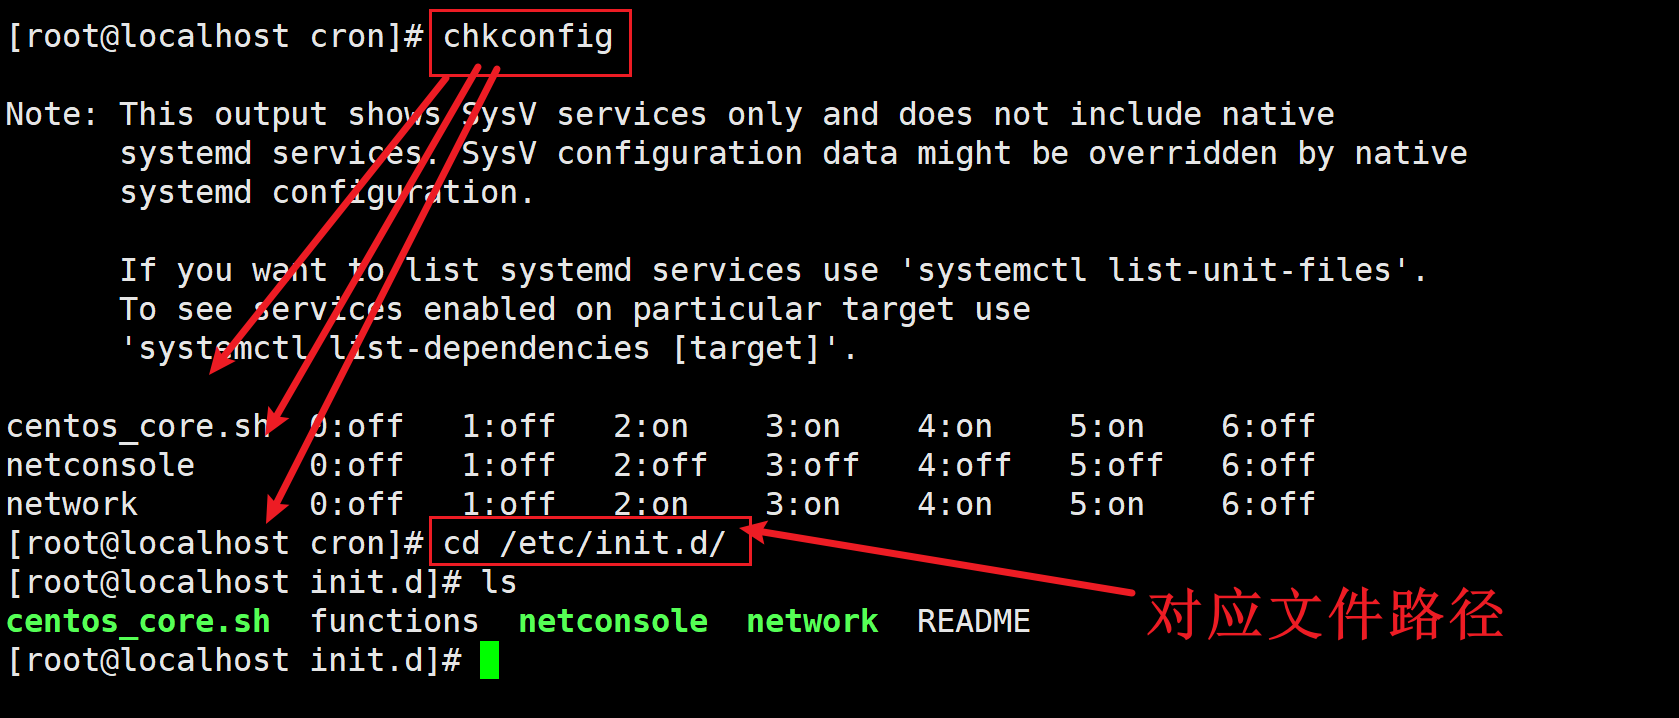 [root@localhost cron]# chkconfig
Note: This output shows SysV services only and does not include native
systemd services. SysV configuration data might be overridden by native
systemd configuration.
If you want to list systemd services use 'systemctl list-unit-files'.
To see services enabled on particular target use
'systemctl list-dependencies [target]'.
centos_core.sh 0:off 1:off 2:on 3:on 4:on 5:on 6:off
netconsole 0:off 1:off 2:off 3:off 4:off 5:off 6:off
network 0:off 1:off 2:on 3:on 4:on 5:on 6:off
[root@localhost cron]# cd /etc/init.d/
[root@localhost init.d]# ls
centos_core.sh functions netconsole network README
对应文件路径
[root@localhost init.d]#